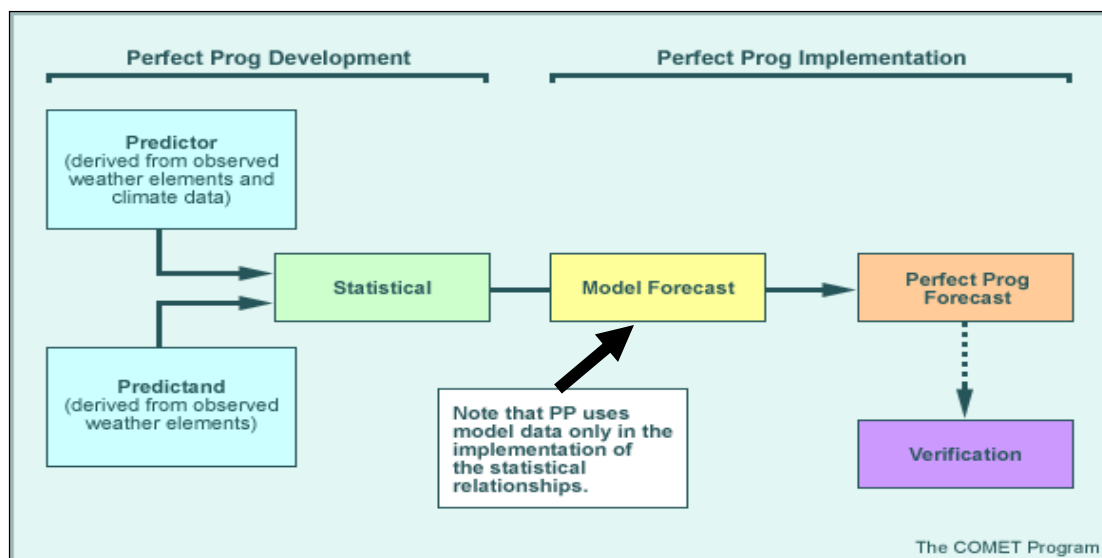 Perfect Prog Development
Perfect Prog Implementation
Predictor
(derived from observed
weather elements and
climate data)
Statistical
Model Forecast
Perfect Prog
Forecast
Predictand
(derived from observed
weather elements)
Note that PP uses
model data only in the
implementation of
the statistical
relationships.
Verification
The COMET Program